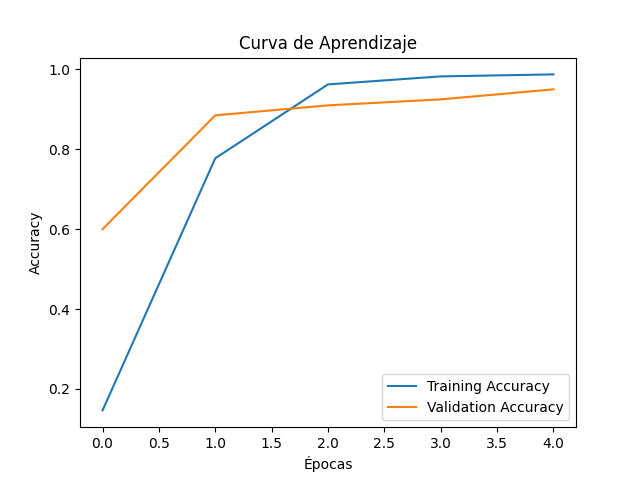 Curva de Aprendizaje
1.0
0.8
0.6
0.4
0.2
Accuracy
Training Accuracy
Validation Accuracy
0.0 0.5 1.0 1.5 2.0 2.5 3.0 3.5 4.0
Épocas